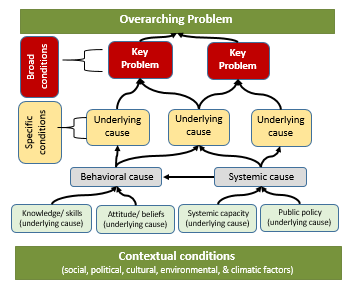 Overarching Problem
Broad
conditions
Key
Problem
Key
Problem
Specific
conditions
Underlying
cause
Underlying
cause
Underlying
cause
Behavioral cause
Systemic cause
Knowledge/ skills
(underlying cause)
Attitude/ beliefs
(underlying cause)
Systemic capacity
(underlying cause)
Public policy
(underlying cause)
Contextual conditions
(social, political, cultural, environmental, & climatic factors)